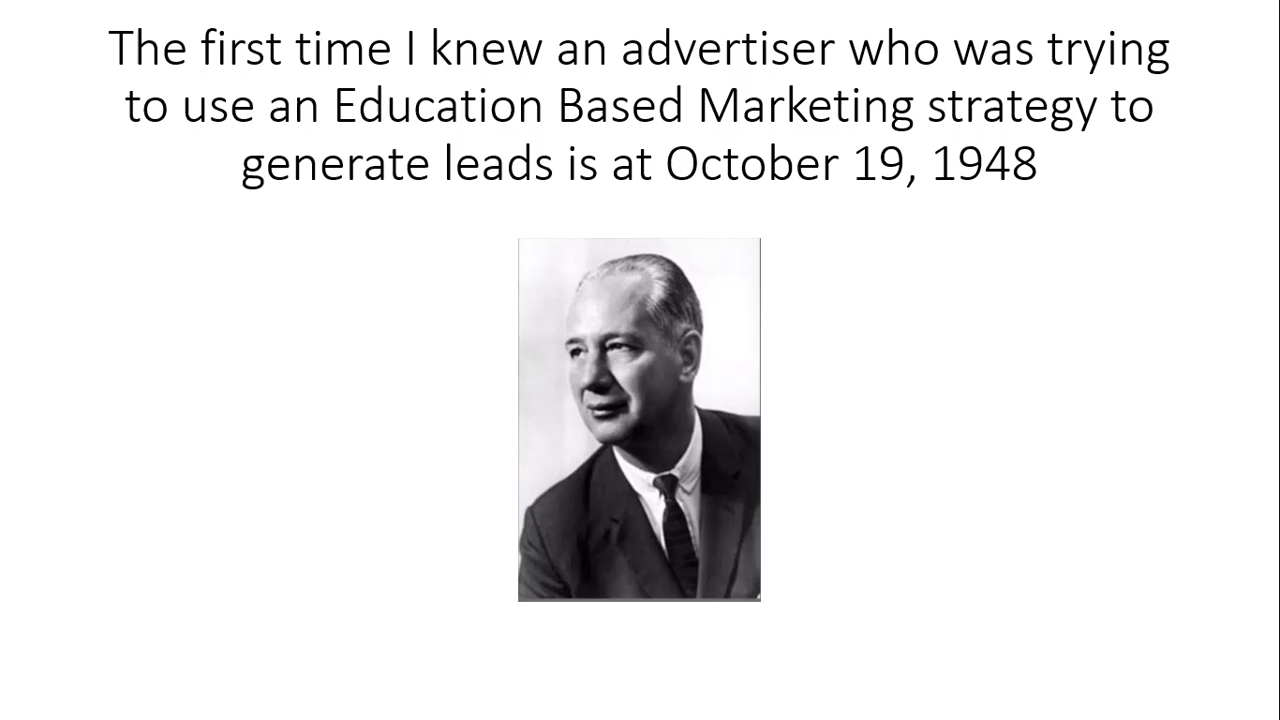 The first time I knew an advertiser who was trying
to use an Education Based Marketing strategy to
generate leads is at October 19, 1948